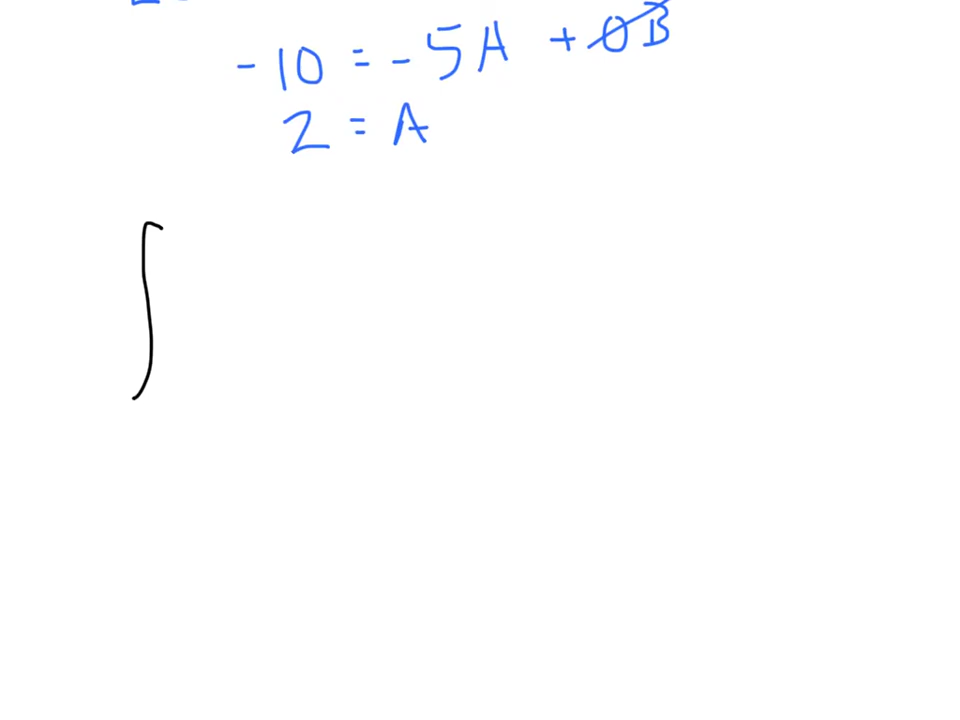 -10 = -5A + 0B
2 = A
∫